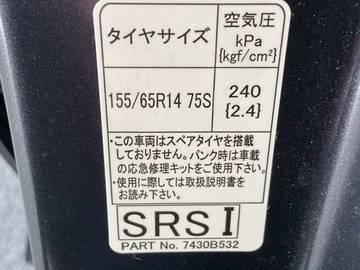 タイヤサイズ
空気圧
kPa
{kgf/cm²}
155/65R14 75S
240
{2.4}
・この車両はスペアタイヤを搭載
しておりません。パンク時は車載
の応急修理キットをご使用下さい。
・使用に際しては取扱説明書を
お読み下さい。
SRS I
PART No. 7430B532